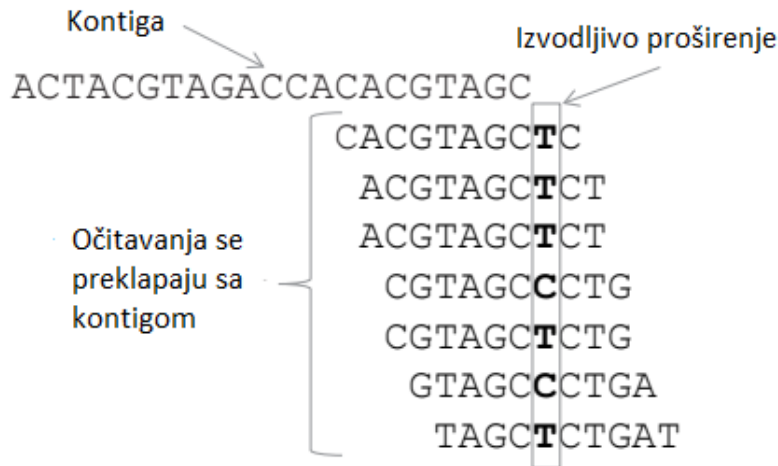 Kontiga
Izvodljivo proširenje
ACTACGTAGACCACACGTAGC
CACGTAGCTC
ACGTAGCTCT
ACGTAGCTCT
Očitavanja se
preklapaju sa
kontigom
CGTAGCCCTG
CGTAGCTCTG
GTAGCCCTGA
TAGCTCTGAT